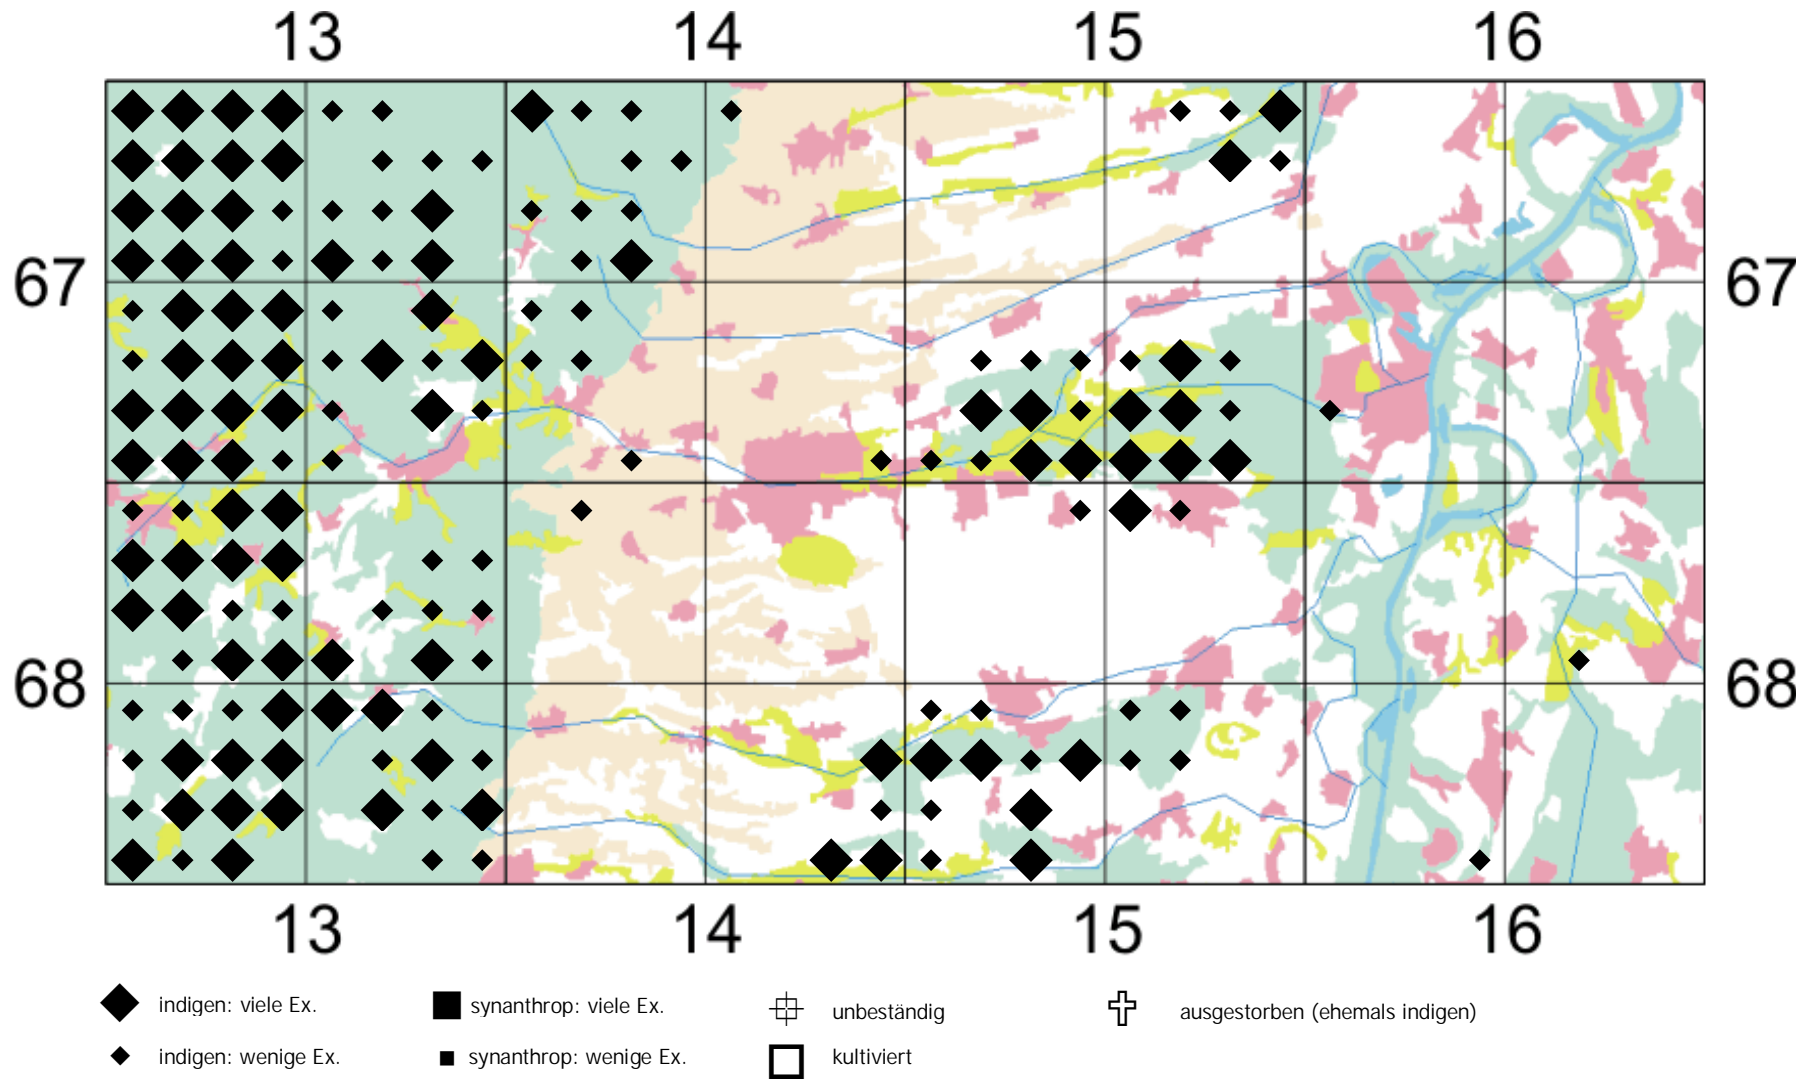 13 14 15 16
67 67
68 68
13 14 15 16
indigen: viele Ex. synanthrop: viele Ex. unbeständig ausgestorben (ehemals indigen)
indigen: wenige Ex. synanthrop: wenige Ex. kultiviert